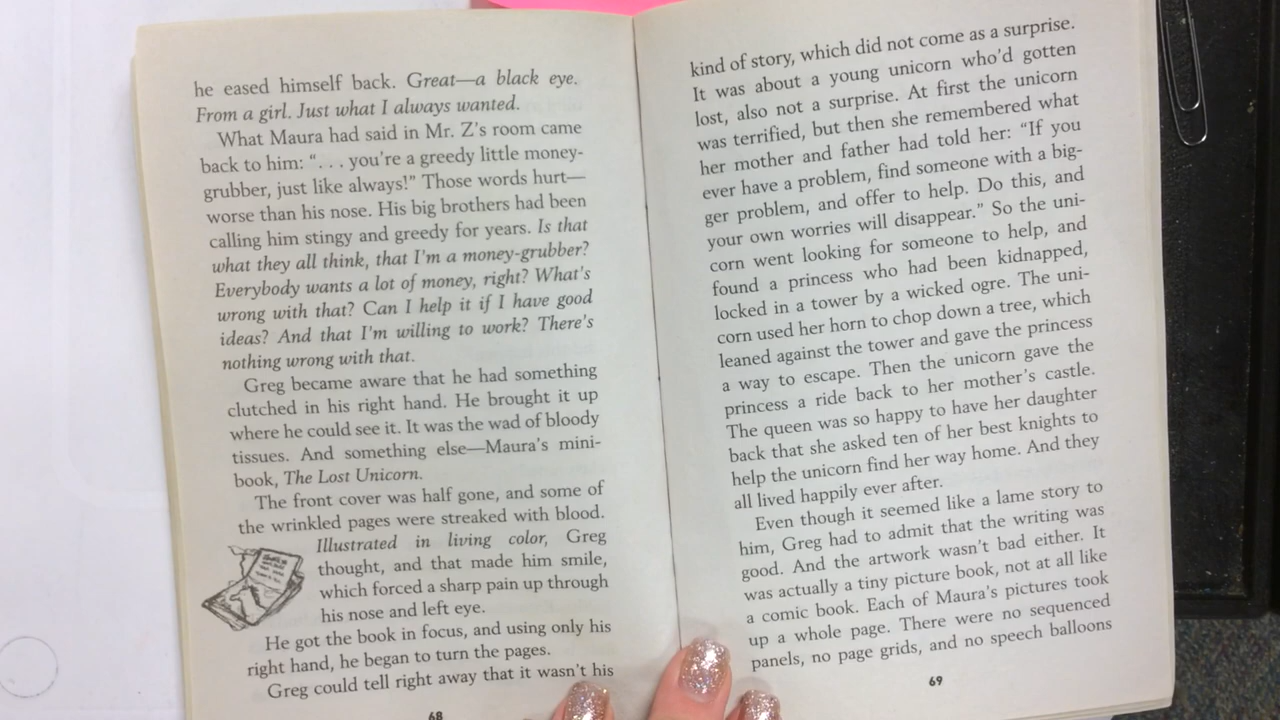 he eased himself back. Great—a black eye.
From a girl. Just what I always wanted.
What Maura had said in Mr. Z's room came
back to him: “. . . you're a greedy little money-
grubber, just like always!” Those words hurt—
worse than his nose. His big brothers had been
calling him stingy and greedy for years. Is that
what they all think, that I'm a money-grubber?
Everybody wants a lot of money, right? What's
wrong with that? Can I help it if I have good
ideas? And that I'm willing to work? There's
nothing wrong with that.
Greg became aware that he had something
clutched in his right hand. He brought it up
where he could see it. It was the wad of bloody
tissues. And something else—Maura's mini-
book, The Lost Unicorn.
The front cover was half gone, and some of
the wrinkled pages were streaked with blood.
Illustrated in living color, Greg
thought, and that made him smile,
which forced a sharp pain up through
his nose and left eye.
He got the book in focus, and using only his
right hand, he began to turn the pages.
Greg could tell right away that it wasn't his
68
kind of story, which did not come as a surprise.
It was about a young unicorn who'd gotten
lost, also not a surprise. At first the unicorn
was terrified, but then she remembered what
her mother and father had told her: “If you
ever have a problem, find someone with a big-
ger problem, and offer to help. Do this, and
your own worries will disappear.” So the uni-
corn went looking for someone to help, and
found a princess who had been kidnapped,
locked in a tower by a wicked ogre. The uni-
corn used her horn to chop down a tree, which
leaned against the tower and gave the princess
a way to escape. Then the unicorn gave the
princess a ride back to her mother's castle.
The queen was so happy to have her daughter
back that she asked ten of her best knights to
help the unicorn find her way home. And they
all lived happily ever after.
Even though it seemed like a lame story to
him, Greg had to admit that the writing was
good. And the artwork wasn't bad either. It
was actually a tiny picture book, not at all like
a comic book. Each of Maura's pictures took
up a whole page. There were no sequenced
panels, no page grids, and no speech balloons
69